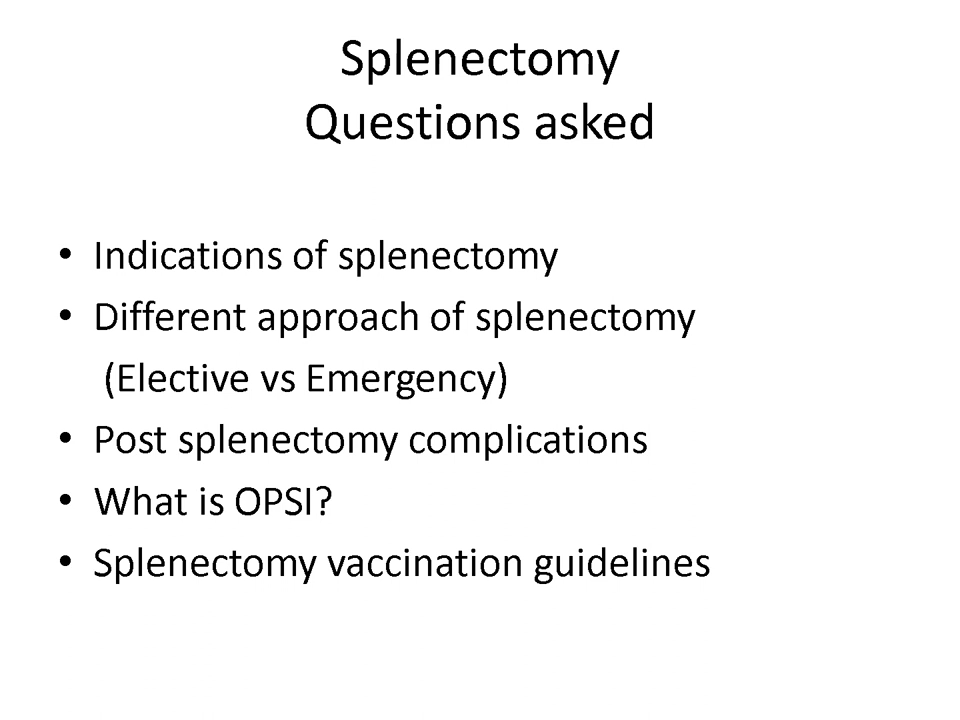 Splenectomy
Questions asked
• Indications of splenectomy
• Different approach of splenectomy
(Elective vs Emergency)
• Post splenectomy complications
• What is OPSI?
• Splenectomy vaccination guidelines